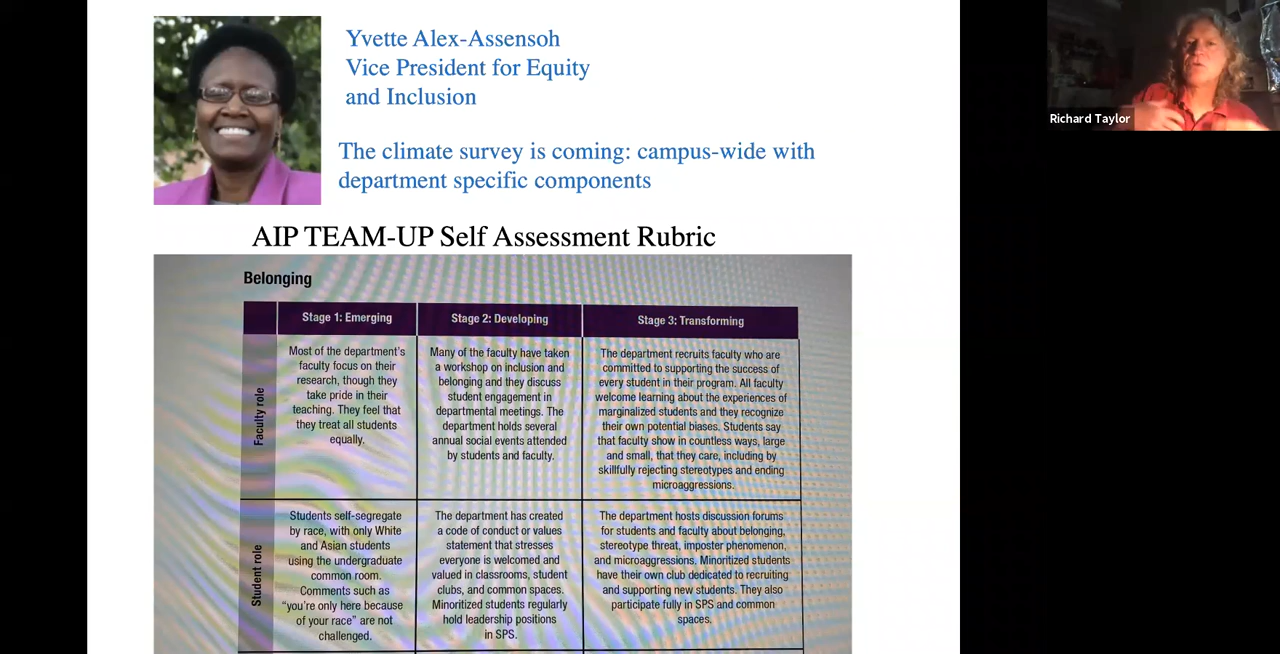 Yvette Alex-Assensoh
Vice President for Equity
and Inclusion
The climate survey is coming: campus-wide with
department specific components
Richard Taylor
AIP TEAM-UP Self Assessment Rubric
Belonging
Stage 1: Emerging
Stage 2: Developing
Stage 3: Transforming
Faculty role
Most of the department's
faculty focus on their
research, though they
take pride in their
teaching. They feel that
they treat all students
equally.
Many of the faculty have taken
a workshop on inclusion and
belonging and they discuss
student engagement in
departmental meetings. The
department holds several
annual social events attended
by students and faculty.
The department recruits faculty who are
committed to supporting the success of
every student in their program. All faculty
welcome learning about the experiences of
marginalized students and they recognize
their own potential biases. Students say
that faculty show in countless ways, large
and small, that they care, including by
skillfully rejecting stereotypes and ending
microaggressions.
Student role
Students self-segregate
by race, with only White
and Asian students
using the undergraduate
common room.
Comments such as
"you're only here because
of your race" are not
challenged.
The department has created
a code of conduct or values
statement that stresses
everyone is welcomed and
valued in classrooms, student
clubs, and common spaces.
Minoritized students regularly
hold leadership positions
in SPS.
The department hosts discussion forums
for students and faculty about belonging,
stereotype threat, imposter phenomenon,
and microaggressions. Minoritized students
have their own club dedicated to recruiting
and supporting new students. They also
participate fully in SPS and common
spaces.